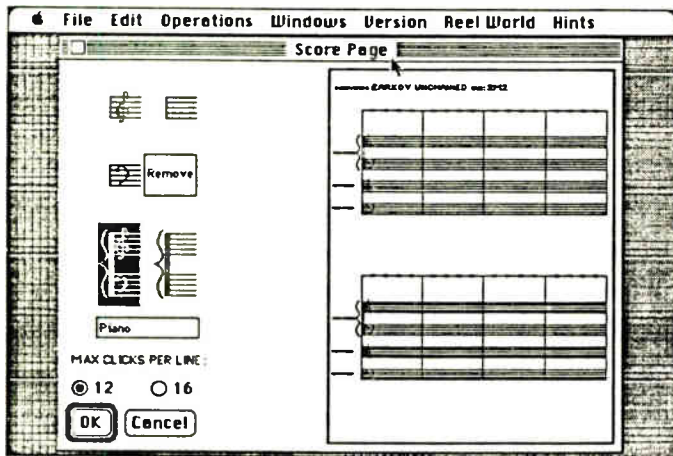 File Edit Operations Windows Version Reel World Hints
Score Page
Remove
Piano
MAX CLICKS PER LINE:
12 16
OK Cancel
UNCHAINED